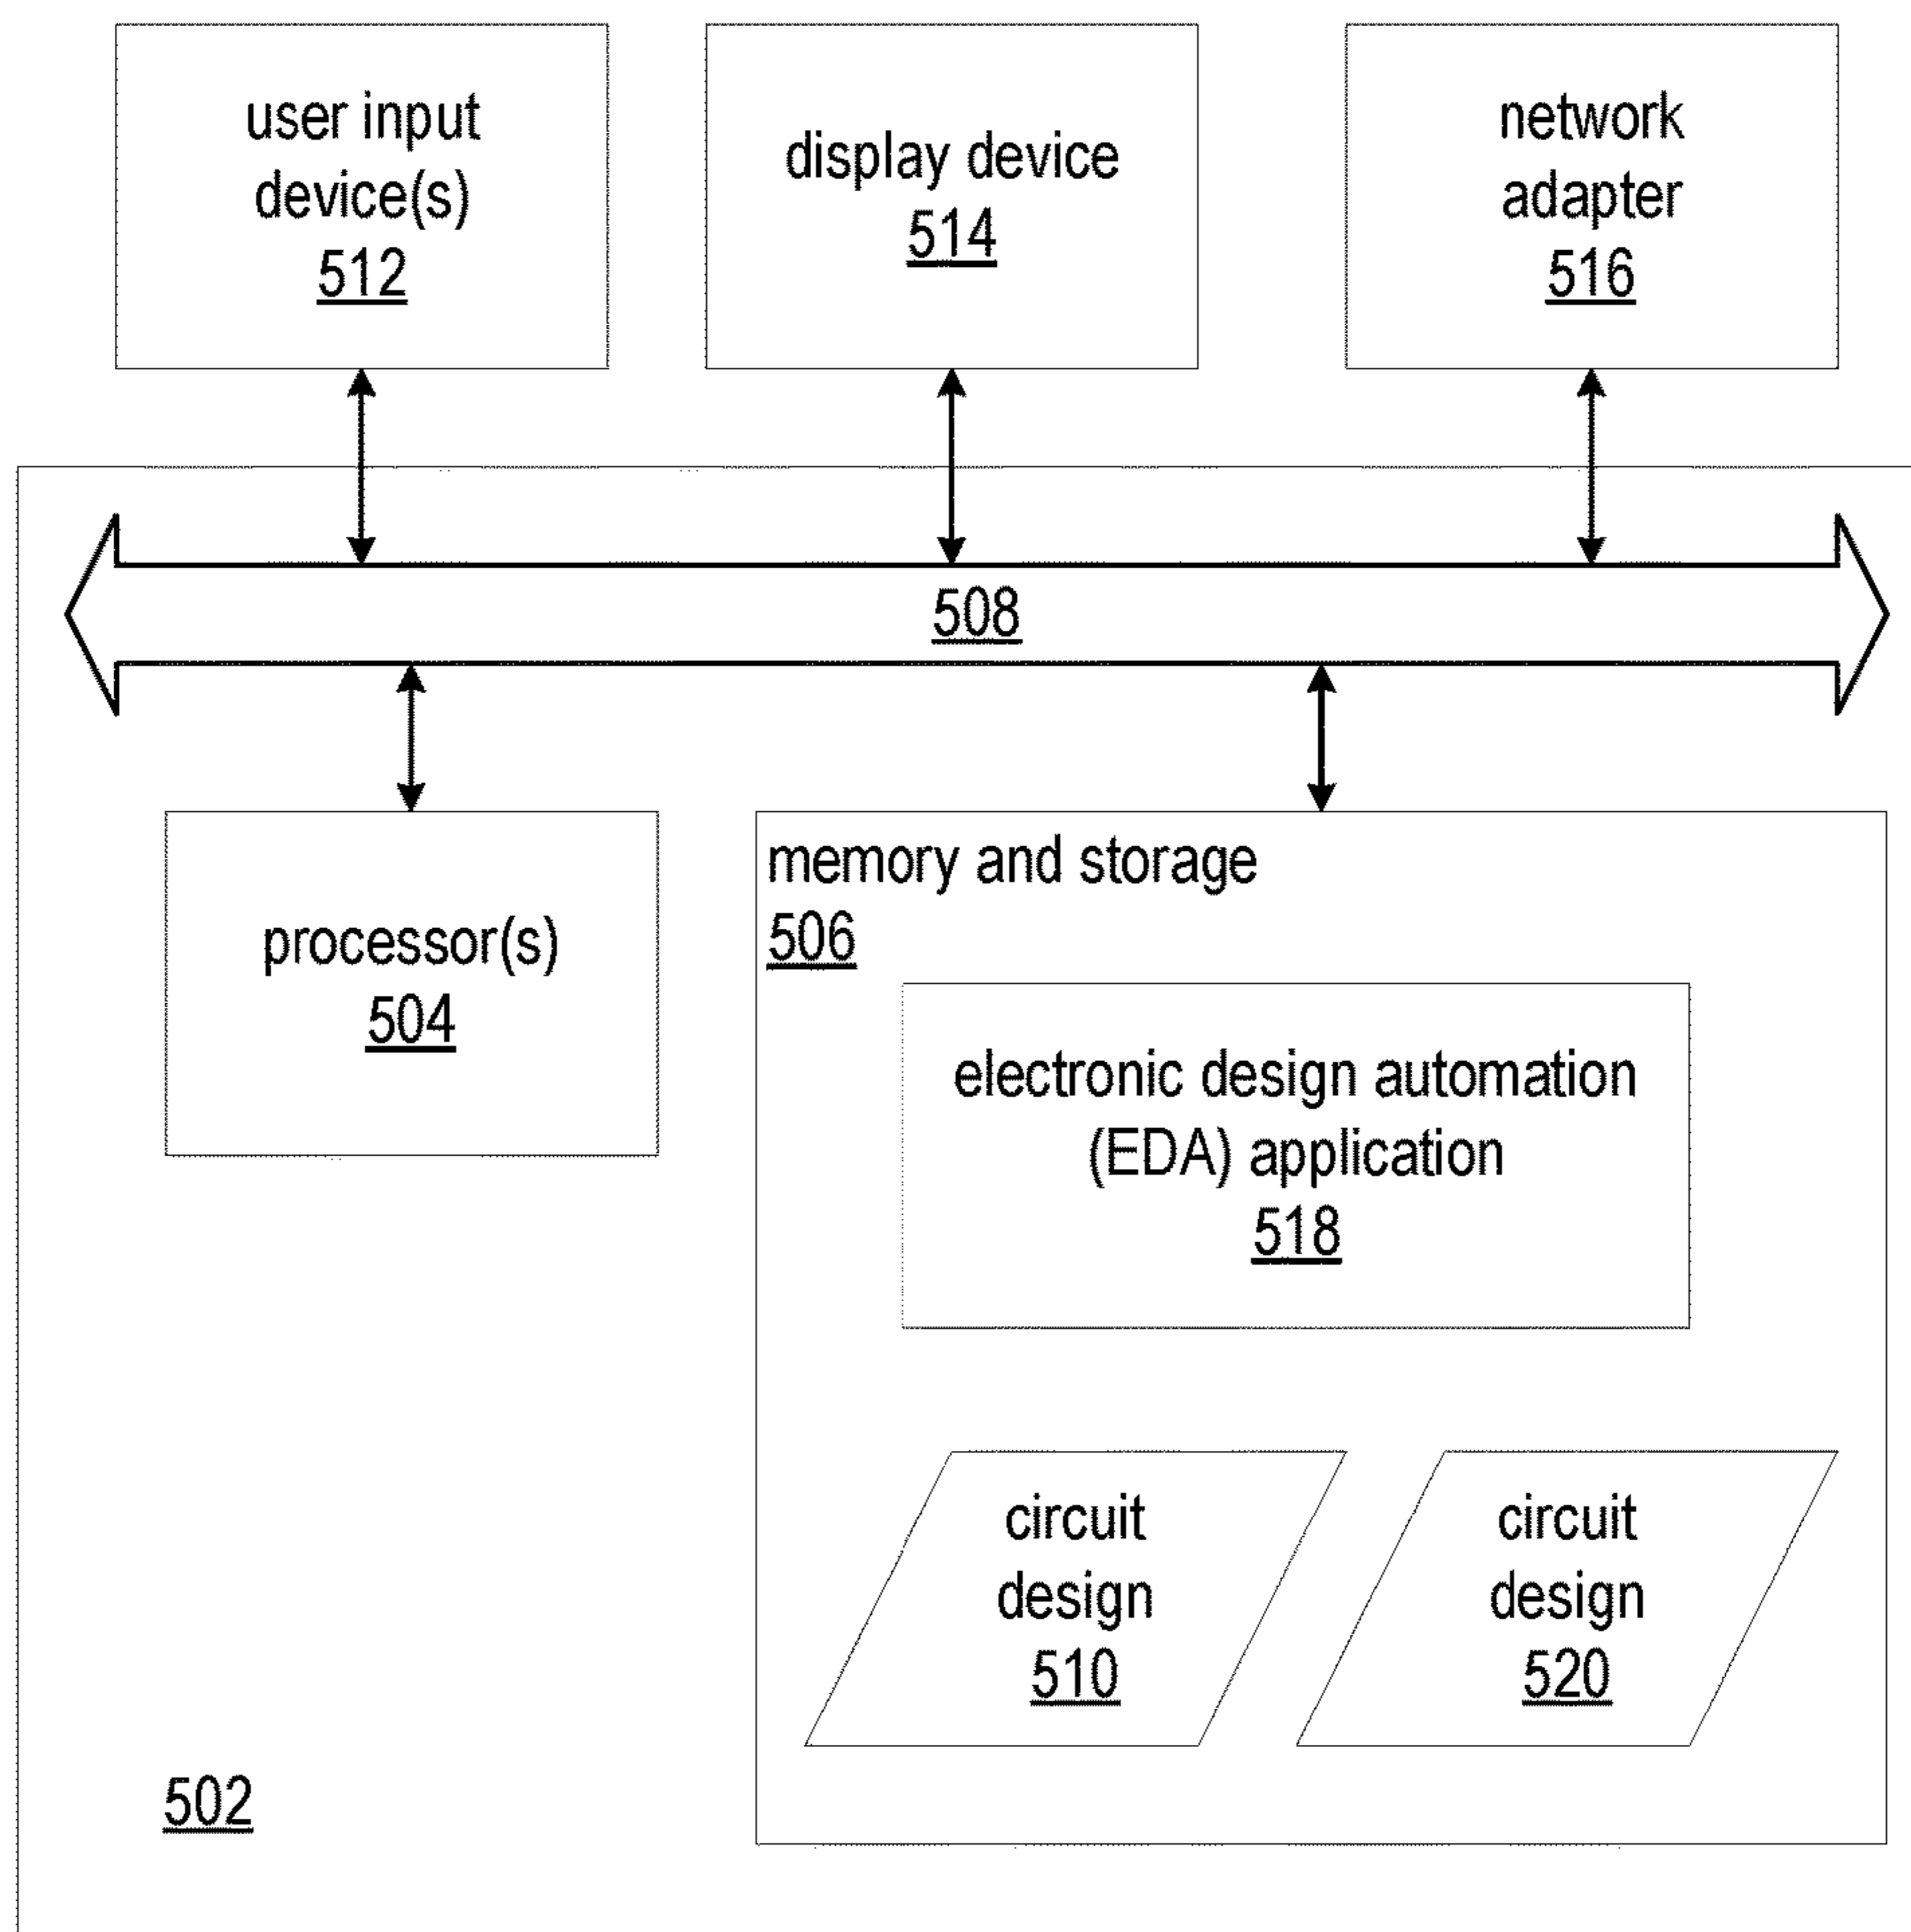 user input
device(s)
512
display device
514
network
adapter
516
508
processor(s)
504
memory and storage
506
electronic design automation
(EDA) application
518
circuit
design
510
circuit
design
520
502